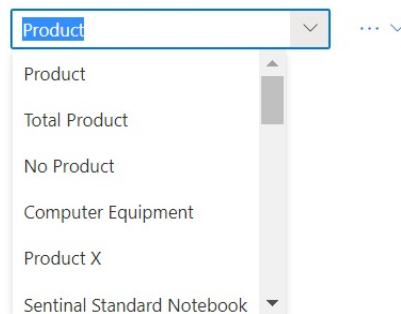 Product
Product
Total Product
No Product
Computer Equipment
Product X
Sentinal Standard Notebook